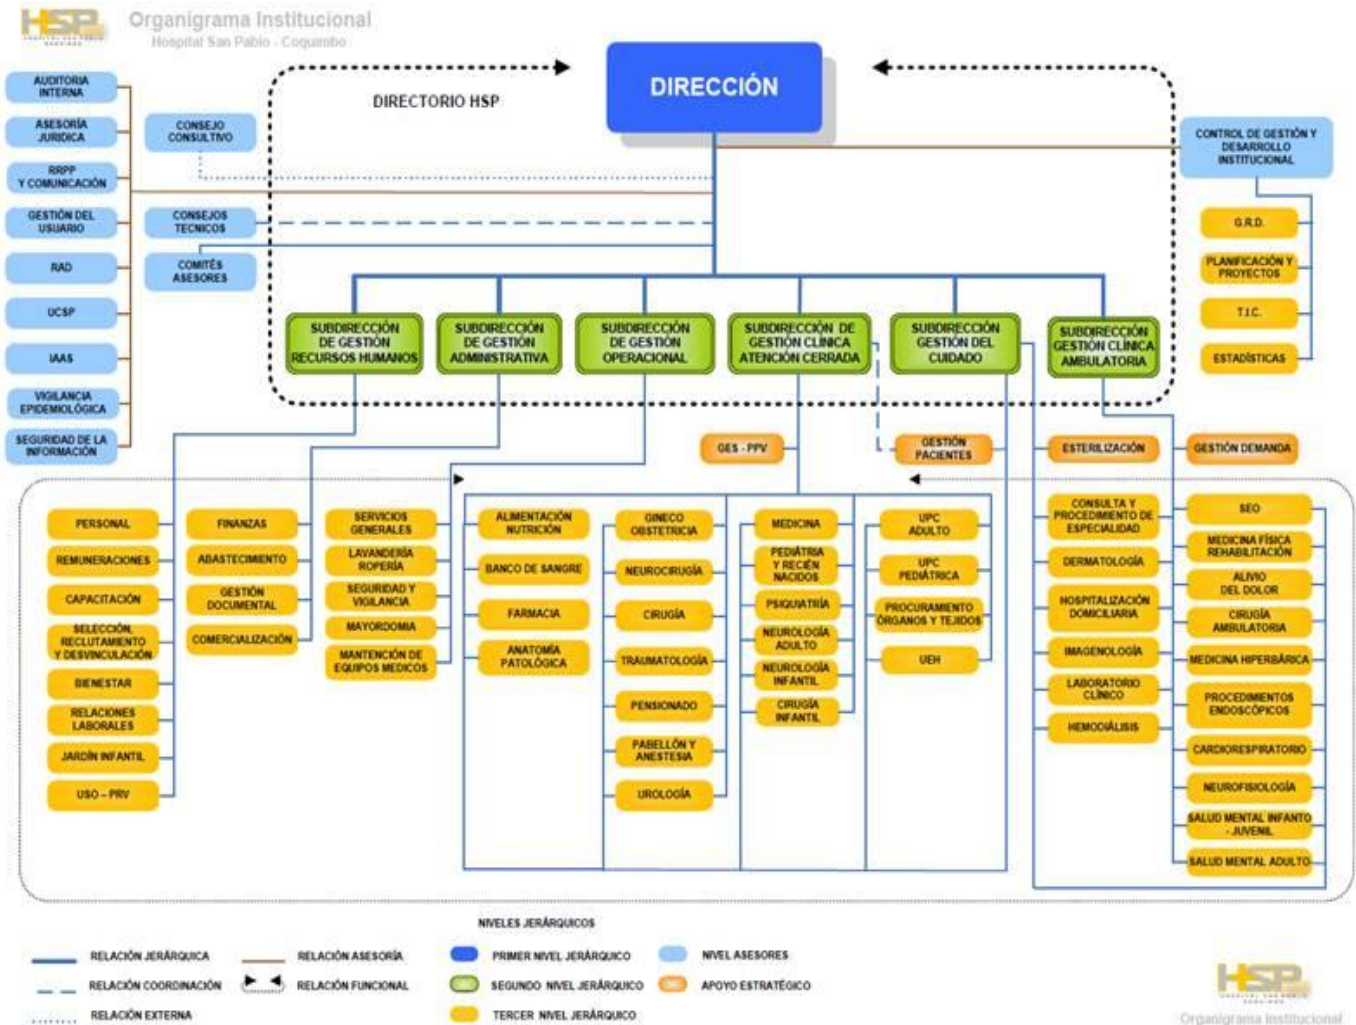 HSP
Organigrama Institucional
Hospital San Pablo - Coquimbo
DIRECCIÓN
DIRECTORIO HSP
AUDITORIA
INTERNA
ASESORÍA
JURIDICA
RRPP
Y COMUNICACIÓN
GESTIÓN DEL
USUARIO
RAD
UCSP
IAAS
VIGILANCIA
EPIDEMIOLÓGICA
SEGURIDAD DE LA
INFORMACIÓN
CONSEJO
CONSULTIVO
CONSEJOS
TECNICOS
COMITÉS
ASESORES
CONTROL DE GESTIÓN Y
DESARROLLO
INSTITUCIONAL
G.R.D.
PLANIFICACIÓN Y
PROYECTOS
T.I.C.
ESTADÍSTICAS
SUBDIRECCIÓN
DE GESTIÓN
RECURSOS HUMANOS
SUBDIRECCIÓN
DE GESTIÓN
ADMINISTRATIVA
SUBDIRECCIÓN
DE GESTIÓN
OPERACIONAL
SUBDIRECCIÓN DE
GESTIÓN CLÍNICA
ATENCIÓN CERRADA
SUBDIRECCIÓN
GESTIÓN DEL
CUIDADO
SUBDIRECCIÓN
GESTIÓN CLÍNICA
AMBULATORIA
GES - PPV
GESTIÓN
PACIENTES
ESTERILIZACIÓN
GESTIÓN DEMANDA
PERSONAL
REMUNERACIONES
CAPACITACIÓN
SELECCIÓN,
RECLUTAMIENTO
Y DESVINCULACIÓN
BIENESTAR
RELACIONES
LABORALES
JARDÍN INFANTIL
USO – PRV
FINANZAS
ABASTECIMIENTO
GESTIÓN
DOCUMENTAL
COMERCIALIZACIÓN
SERVICIOS
GENERALES
LAVANDERÍA
ROPERÍA
SEGURIDAD Y
VIGILANCIA
MAYORDOMIA
MANTENCIÓN DE
EQUIPOS MEDICOS
ALIMENTACIÓN
NUTRICIÓN
BANCO DE SANGRE
FARMACIA
ANATOMÍA
PATOLÓGICA
GINECO
OBSTETRICIA
NEUROCIRUGÍA
CIRUGÍA
TRAUMATOLOGÍA
PENSIONADO
PABELLÓN Y
ANESTESIA
UROLOGÍA
MEDICINA
PEDIÁTRIA
Y RECIÉN
NACIDOS
PSIQUIATRÍA
NEUROLOGÍA
ADULTO
NEUROLOGÍA
INFANTIL
CIRUGÍA
INFANTIL
UPC
ADULTO
UPC
PEDIÁTRICA
PROCURAMIENTO
ÓRGANOS Y TEJIDOS
UEH
CONSULTA Y
PROCEDIMIENTO DE
ESPECIALIDAD
DERMATOLOGÍA
HOSPITALIZACIÓN
DOMICILIARIA
IMAGENOLOGÍA
LABORATORIO
CLÍNICO
HEMODIÁLISIS
SEO
MEDICINA FÍSICA
REHABILITACIÓN
ALIVIO
DEL DOLOR
CIRUGÍA
AMBULATORIA
MEDICINA HIPERBÁRICA
PROCEDIMIENTOS
ENDOSCÓPICOS
CARDIORESPIRATORIO
NEUROFISIOLOGÍA
SALUD MENTAL INFANTO
- JUVENIL
SALUD MENTAL ADULTO
NIVELES JERÁRQUICOS
RELACIÓN JERÁRQUICA
RELACIÓN ASESORÍA
PRIMER NIVEL JERÁRQUICO
NIVEL ASESORES
RELACIÓN COORDINACIÓN
RELACIÓN FUNCIONAL
SEGUNDO NIVEL JERÁRQUICO
APOYO ESTRATÉGICO
RELACIÓN EXTERNA
TERCER NIVEL JERÁRQUICO
HSP
Organigrama Institucional